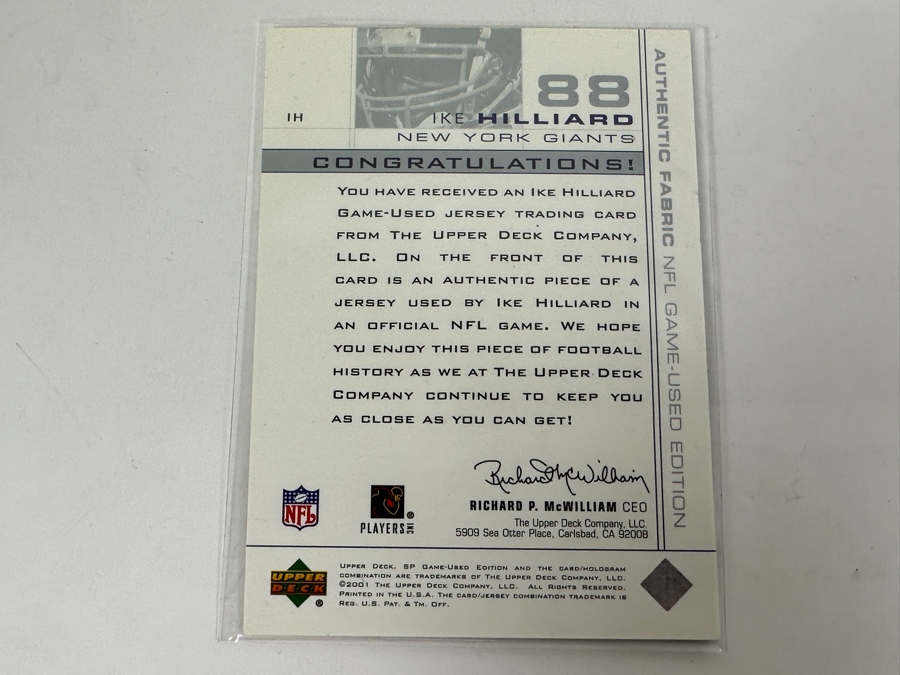 IH
88
IKE HILLIARD
NEW YORK GIANTS
CONGRATULATIONS!
YOU HAVE RECEIVED AN IKE HILLIARD
GAME-USED JERSEY TRADING CARD
FROM THE UPPER DECK COMPANY,
LLC. ON THE FRONT OF THIS
CARD IS AN AUTHENTIC PIECE OF A
JERSEY USED BY IKE HILLIARD IN
AN OFFICIAL NFL GAME. WE HOPE
YOU ENJOY THIS PIECE OF FOOTBALL
HISTORY AS WE AT THE UPPER DECK
COMPANY CONTINUE TO KEEP YOU
AS CLOSE AS YOU CAN GET!
AUTHENTIC FABRIC NFL GAME-USED EDITION
Richard McWilliam
RICHARD P. McWILLIAM CEO
The Upper Deck Company, LLC
5909 Sea Otter Place, Carlsbad, CA 92008
NFL
PLAYERS INC ®
UPPER DECK ®
UPPER DECK, SP GAME-USED EDITION AND THE CARD/HOLOGRAM
COMBINATION ARE TRADEMARKS OF THE UPPER DECK COMPANY, LLC.
©2001 THE UPPER DECK COMPANY, LLC. ALL RIGHTS RESERVED.
PRINTED IN THE U.S.A. THE CARD/JERSEY COMBINATION TRADEMARK IS
REG. U.S. PAT. & TM. OFF.